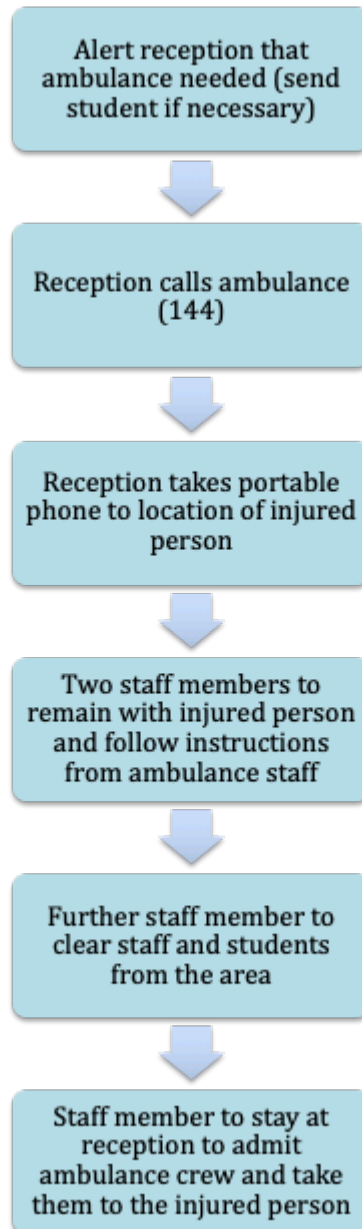 Alert reception that
ambulance needed (send
student if necessary)
Reception calls ambulance
(144)
Reception takes portable
phone to location of injured
person
Two staff members to
remain with injured person
and follow instructions
from ambulance staff
Further staff member to
clear staff and students
from the area
Staff member to stay at
reception to admit
ambulance crew and take
them to the injured person